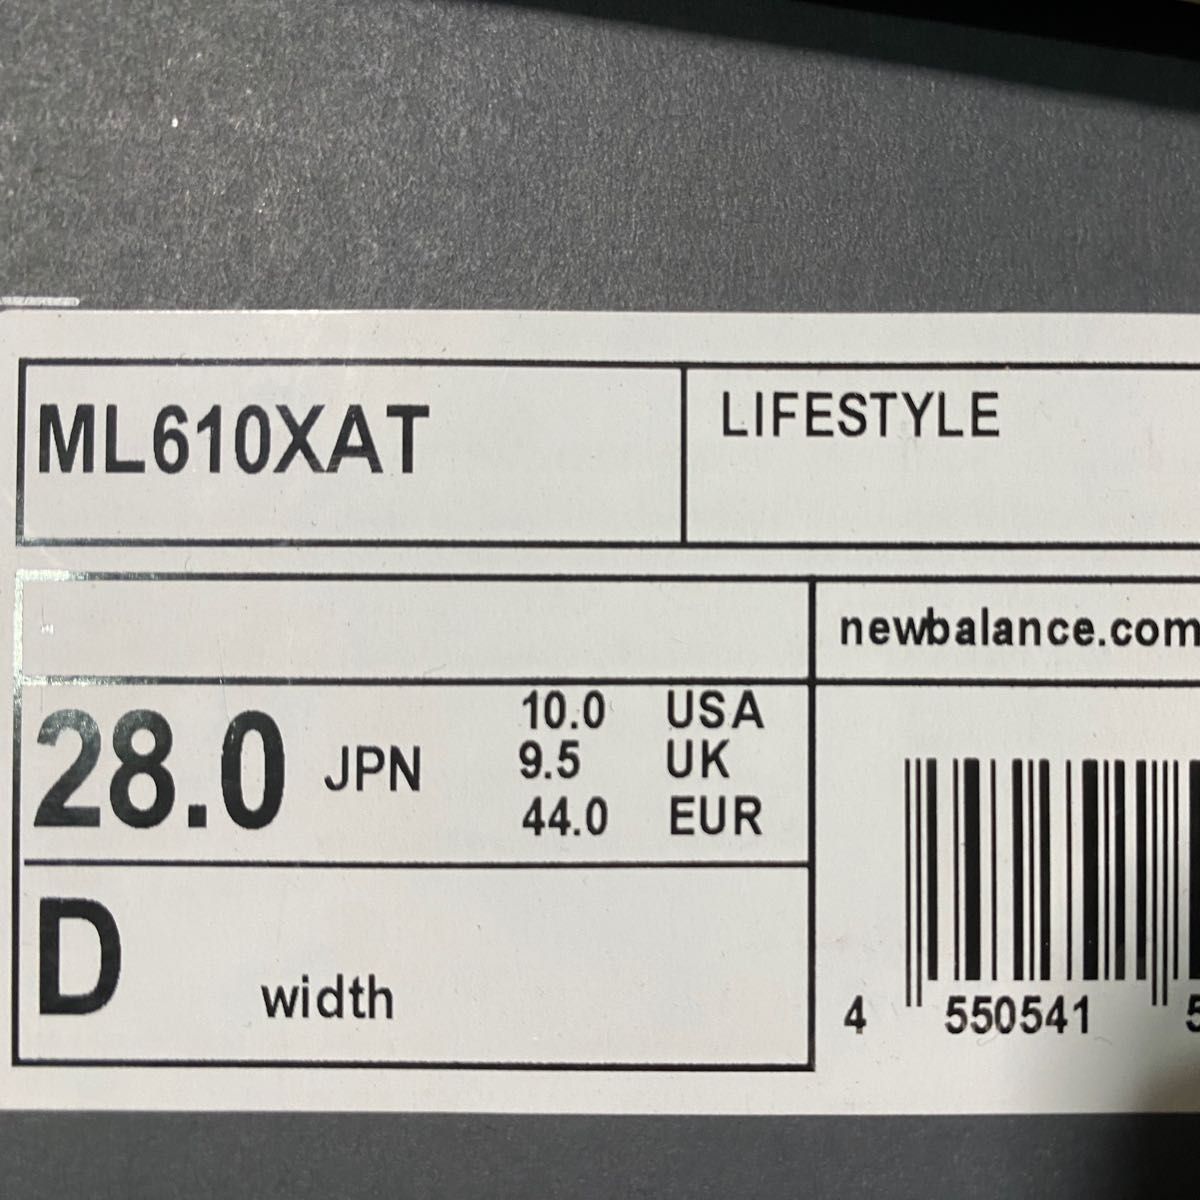 ML610XAT
LIFESTYLE
newbalance.com
28.0 JPN
10.0 USA
9.5 UK
44.0 EUR
D width
4 550541 5